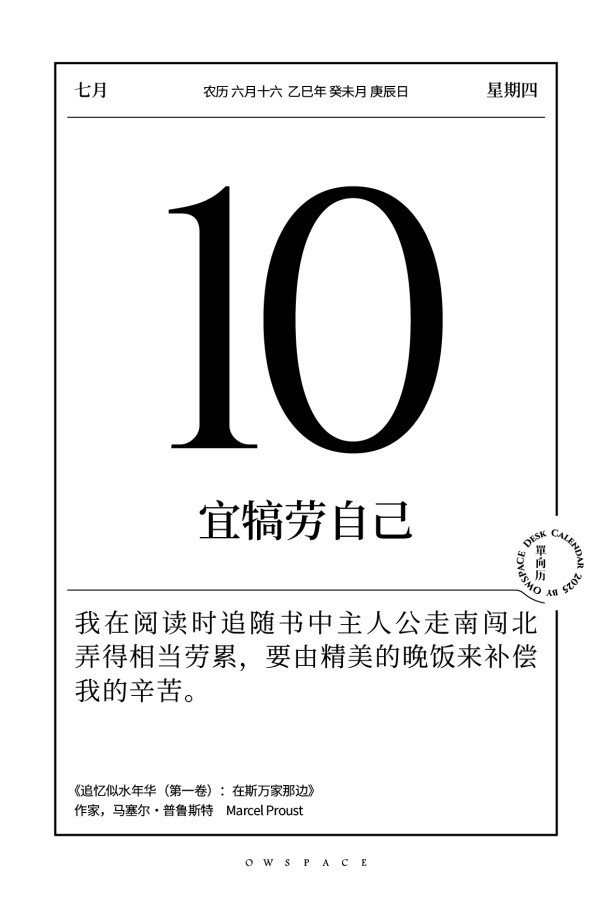 七月 农历 六月十六 乙巳年 癸未月 庚辰日 星期四
10
宜犒劳自己
OWSPACE DESK CALENDAR 2025 BY
單向历
我在阅读时追随书中主人公走南闯北
弄得相当劳累，要由精美的晚饭来补偿
我的辛苦。
《追忆似水年华（第一卷）：在斯万家那边》
作家，马塞尔·普鲁斯特 Marcel Proust
OWSPACE